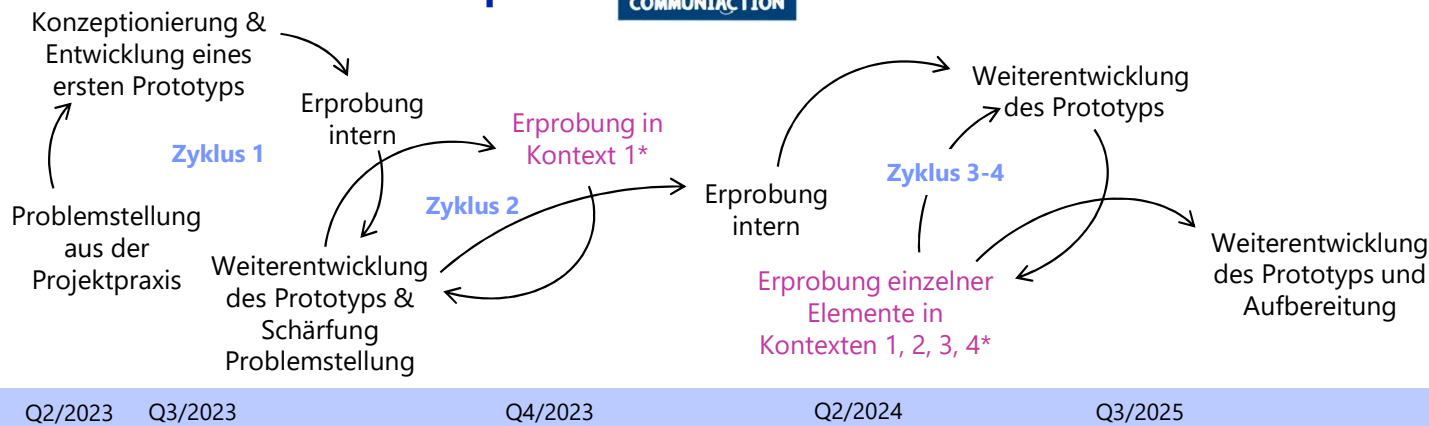 COMMUNIACTION
Konzeptionierung &
Entwicklung eines
ersten Prototyps
Erprobung
intern
Zyklus 1
Problemstellung
aus der
Projektpraxis
Weiterentwicklung
des Prototyps &
Schärfung
Problemstellung
Erprobung in
Kontext 1*
Zyklus 2
Erprobung
intern
Weiterentwicklung
des Prototyps
Zyklus 3-4
Erprobung einzelner
Elemente in
Kontexten 1, 2, 3, 4*
Weiterentwicklung
des Prototyps und
Aufbereitung
Q2/2023 Q3/2023 Q4/2023 Q2/2024 Q3/2025